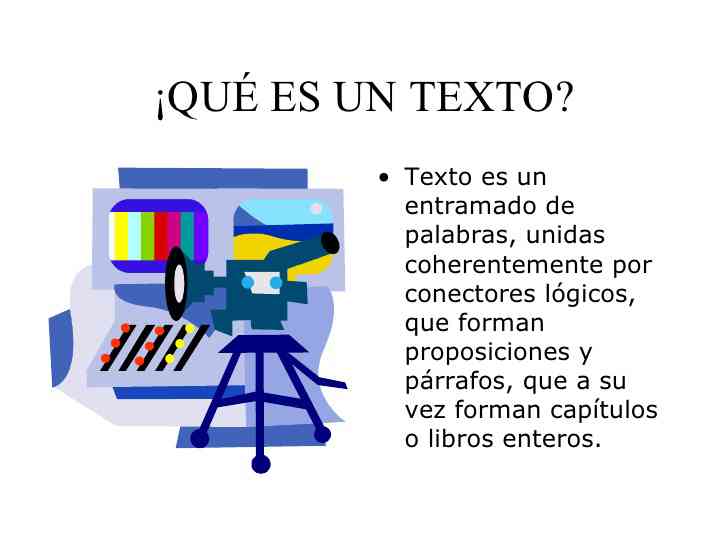 ¡QUÉ ES UN TEXTO?
• Texto es un
entramado de
palabras, unidas
coherentemente por
conectores lógicos,
que forman
proposiciones y
párrafos, que a su
vez forman capítulos
o libros enteros.